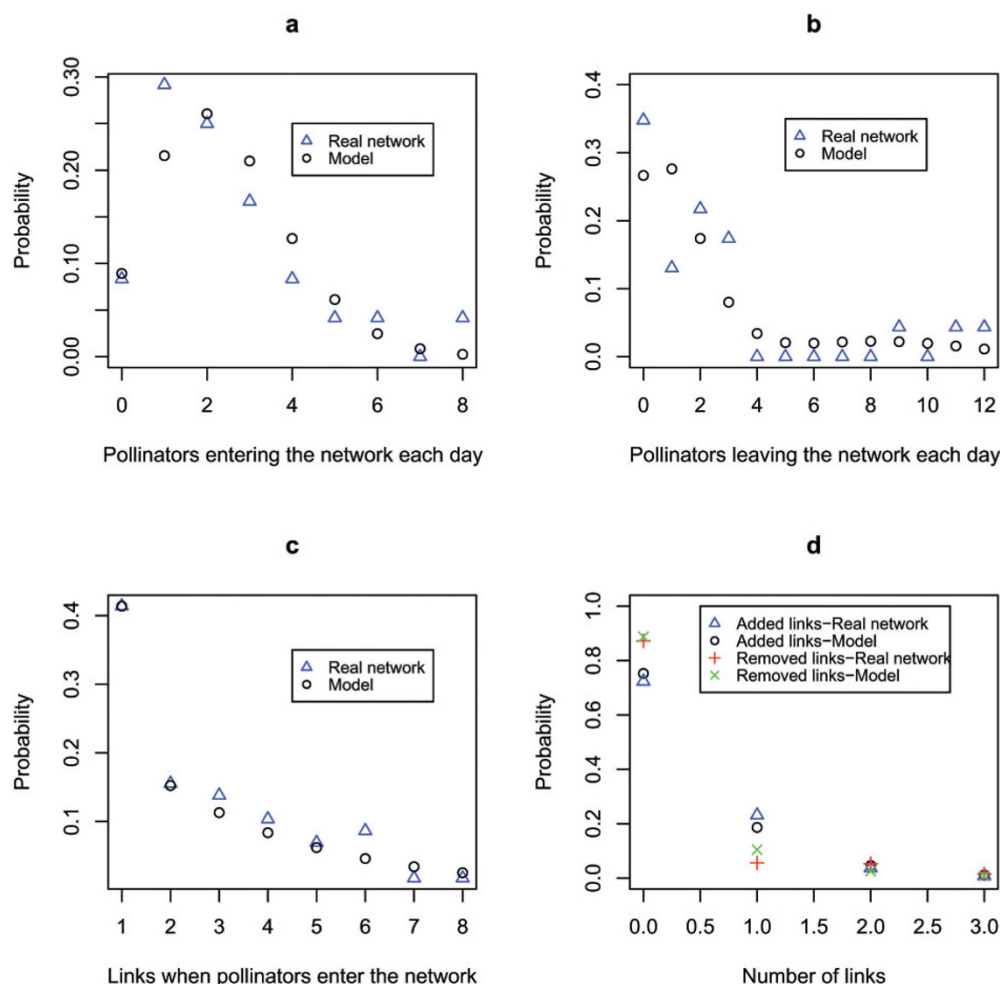 a
0.30
0.20
0.10
0.00
Probability
Real network
Model
0 2 4 6 8
Pollinators entering the network each day
b
0.4
0.3
0.2
0.1
0.0
Probability
Real network
Model
0 2 4 6 8 10 12
Pollinators leaving the network each day
c
0.4
0.3
0.2
0.1
Probability
Real network
Model
1 2 3 4 5 6 7 8
Links when pollinators enter the network
d
1.0
0.8
0.6
0.4
0.2
0.0
Probability
Added links−Real network
Added links−Model
Removed links−Real network
Removed links−Model
0.0 0.5 1.0 1.5 2.0 2.5 3.0
Number of links